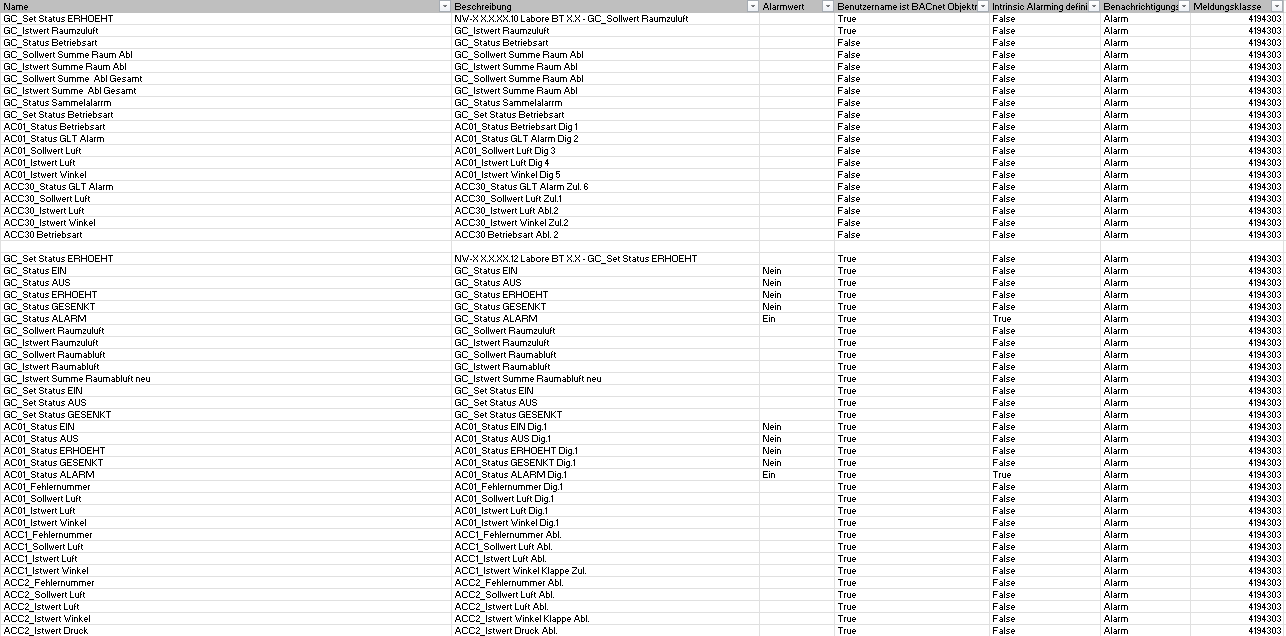 Name Beschreibung Alarmwert Benutzername ist BACnet Objektn Intrinsic Alarming defini Benachrichtigungs Meldungsklasse
GC_Set Status ERHOEHT NW-X X.X.XX.10 Labore BT X.X - GC_Sollwert Raumzuluft True False Alarm 4194303
GC_Istwert Raumzuluft GC_Istwert Raumzuluft True False Alarm 4194303
GC_Status Betriebsart GC_Status Betriebsart False False Alarm 4194303
GC_Sollwert Summe Raum Abl GC_Sollwert Summe Raum Abl False False Alarm 4194303
GC_Istwert Summe Raum Abl GC_Istwert Summe Raum Abl False False Alarm 4194303
GC_Sollwert Summe  Abl Gesamt GC_Sollwert Summe Raum Abl False False Alarm 4194303
GC_Istwert Summe  Abl Gesamt GC_Istwert Summe Raum Abl False False Alarm 4194303
GC_Status Sammelalarrm GC_Status Sammelalarrm False False Alarm 4194303
GC_Set Status Betriebsart GC_Set Status Betriebsart False False Alarm 4194303
AC01_Status Betriebsart AC01_Status Betriebsart Dig 1 False False Alarm 4194303
AC01_Status GLT Alarm AC01_Status GLT Alarm Dig 2 False False Alarm 4194303
AC01_Sollwert Luft AC01_Sollwert Luft Dig 3 False False Alarm 4194303
AC01_Istwert Luft AC01_Istwert Luft Dig 4 False False Alarm 4194303
AC01_Istwert Winkel AC01_Istwert Winkel Dig 5 False False Alarm 4194303
ACC30_Status GLT Alarm ACC30_Status GLT Alarm Zul. 6 False False Alarm 4194303
ACC30_Sollwert Luft ACC30_Sollwert Luft Zul.1 False False Alarm 4194303
ACC30_Istwert Luft ACC30_Istwert Luft Abl.2 False False Alarm 4194303
ACC30_Istwert Winkel ACC30_Istwert Winkel Zul.2 False False Alarm 4194303
ACC30 Betriebsart ACC30 Betriebsart Abl. 2 False False Alarm 4194303
GC_Set Status ERHOEHT NW-X X.X.XX.12 Labore BT X.X - GC_Set Status ERHOEHT True False Alarm 4194303
GC_Status EIN GC_Status EIN Nein True False Alarm 4194303
GC_Status AUS GC_Status AUS Nein True False Alarm 4194303
GC_Status ERHOEHT GC_Status ERHOEHT Nein True False Alarm 4194303
GC_Status GESENKT GC_Status GESENKT Nein True False Alarm 4194303
GC_Status ALARM GC_Status ALARM Ein True True Alarm 4194303
GC_Sollwert Raumzuluft GC_Sollwert Raumzuluft True False Alarm 4194303
GC_Istwert Raumzuluft GC_Istwert Raumzuluft True False Alarm 4194303
GC_Sollwert Raumabluft GC_Sollwert Raumabluft True False Alarm 4194303
GC_Istwert Raumabluft GC_Istwert Raumabluft True False Alarm 4194303
GC_Istwert Summe Raumabluft neu GC_Istwert Summe Raumabluft neu True False Alarm 4194303
GC_Set Status EIN GC_Set Status EIN True False Alarm 4194303
GC_Set Status AUS GC_Set Status AUS True False Alarm 4194303
GC_Set Status GESENKT GC_Set Status GESENKT True False Alarm 4194303
AC01_Status EIN AC01_Status EIN Dig.1 Nein True False Alarm 4194303
AC01_Status AUS AC01_Status AUS Dig.1 Nein True False Alarm 4194303
AC01_Status ERHOEHT AC01_Status ERHOEHT Dig.1 Nein True False Alarm 4194303
AC01_Status GESENKT AC01_Status GESENKT Dig.1 Nein True False Alarm 4194303
AC01_Status ALARM AC01_Status ALARM Dig.1 Ein True True Alarm 4194303
AC01_Fehlernummer AC01_Fehlernummer Dig.1 True False Alarm 4194303
AC01_Sollwert Luft AC01_Sollwert Luft Dig.1 True False Alarm 4194303
AC01_Istwert Luft AC01_Istwert Luft Dig.1 True False Alarm 4194303
AC01_Istwert Winkel AC01_Istwert Winkel Dig.1 True False Alarm 4194303
ACC1_Fehlernummer ACC1_Fehlernummer Abl. True False Alarm 4194303
ACC1_Sollwert Luft ACC1_Sollwert Luft Abl. True False Alarm 4194303
ACC1_Istwert Luft ACC1_Istwert Luft Abl. True False Alarm 4194303
ACC1_Istwert Winkel ACC1_Istwert Winkel Klappe Zul. True False Alarm 4194303
ACC2_Fehlernummer ACC2_Fehlernummer Abl. True False Alarm 4194303
ACC2_Sollwert Luft ACC2_Sollwert Luft Abl. True False Alarm 4194303
ACC2_Istwert Luft ACC2_Istwert Luft Abl. True False Alarm 4194303
ACC2_Istwert Winkel ACC2_Istwert Winkel Klappe Abl. True False Alarm 4194303
ACC2_Istwert Druck ACC2_Istwert Druck Abl. True False Alarm 4194303